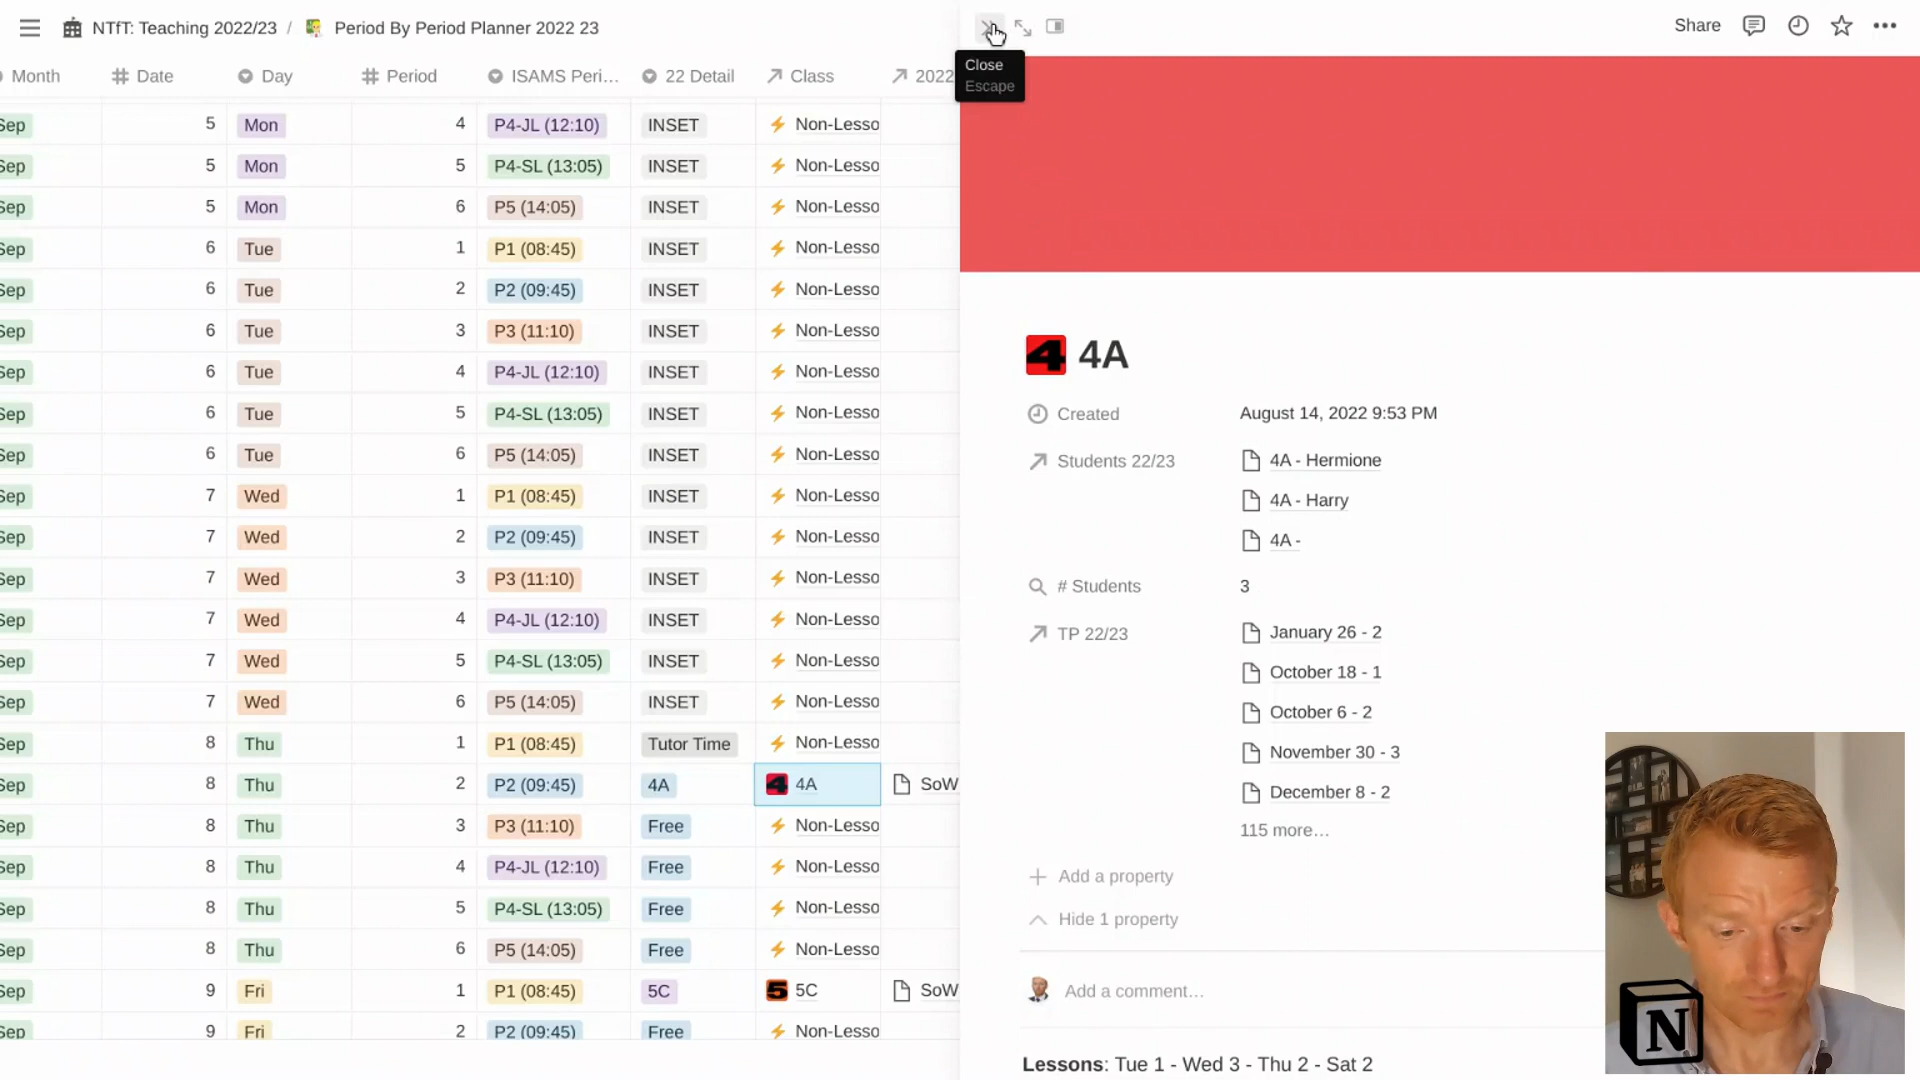 NTfT: Teaching 2022/23 / Period By Period Planner 2022 23
Share
Close
Escape
Month Date Day Period ISAMS Peri... 22 Detail Class 2022
Sep 5 Mon 4 P4-JL (12:10) INSET Non-Lesso
Sep 5 Mon 5 P4-SL (13:05) INSET Non-Lesso
Sep 5 Mon 6 P5 (14:05) INSET Non-Lesso
Sep 6 Tue 1 P1 (08:45) INSET Non-Lesso
Sep 6 Tue 2 P2 (09:45) INSET Non-Lesso
Sep 6 Tue 3 P3 (11:10) INSET Non-Lesso
Sep 6 Tue 4 P4-JL (12:10) INSET Non-Lesso
Sep 6 Tue 5 P4-SL (13:05) INSET Non-Lesso
Sep 6 Tue 6 P5 (14:05) INSET Non-Lesso
Sep 7 Wed 1 P1 (08:45) INSET Non-Lesso
Sep 7 Wed 2 P2 (09:45) INSET Non-Lesso
Sep 7 Wed 3 P3 (11:10) INSET Non-Lesso
Sep 7 Wed 4 P4-JL (12:10) INSET Non-Lesso
Sep 7 Wed 5 P4-SL (13:05) INSET Non-Lesso
Sep 7 Wed 6 P5 (14:05) INSET Non-Lesso
Sep 8 Thu 1 P1 (08:45) Tutor Time Non-Lesso
Sep 8 Thu 2 P2 (09:45) 4A 4 4A SoW
Sep 8 Thu 3 P3 (11:10) Free Non-Lesso
Sep 8 Thu 4 P4-JL (12:10) Free Non-Lesso
Sep 8 Thu 5 P4-SL (13:05) Free Non-Lesso
Sep 8 Thu 6 P5 (14:05) Free Non-Lesso
Sep 9 Fri 1 P1 (08:45) 5C 5 5C SoW
Sep 9 Fri 2 P2 (09:45) Free Non-Lesso
4 4A
Created August 14, 2022 9:53 PM
Students 22/23 4A - Hermione
4A - Harry
4A -
# Students 3
TP 22/23 January 26 - 2
October 18 - 1
October 6 - 2
November 30 - 3
December 8 - 2
115 more...
Add a property
Hide 1 property
Add a comment...
Lessons: Tue 1 - Wed 3 - Thu 2 - Sat 2
N